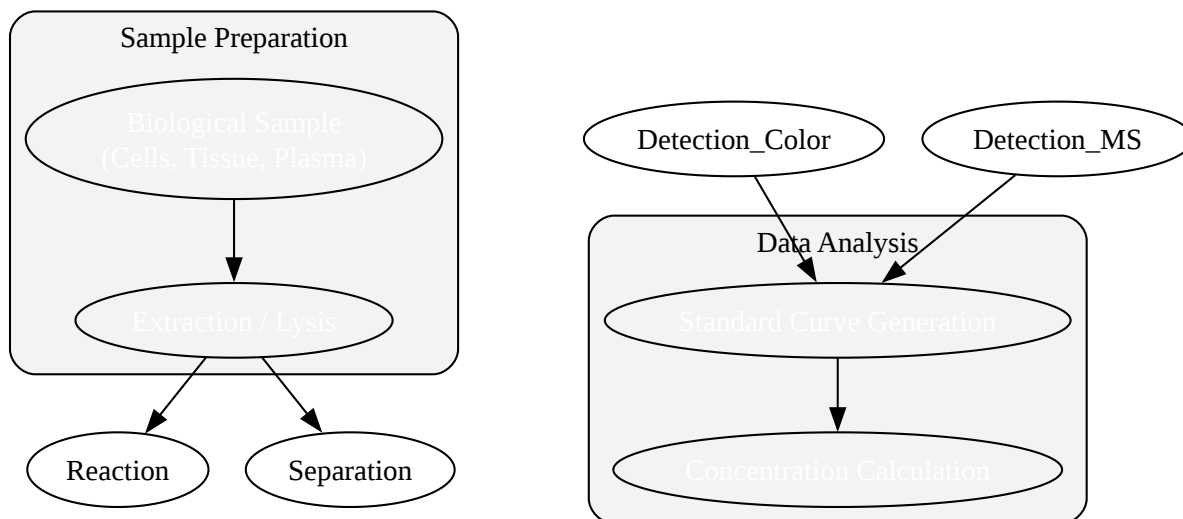 Sample Preparation
Biological Sample
(Cells, Tissue, Plasma)
Extraction / Lysis
Reaction
Separation
Detection_Color
Detection_MS
Data Analysis
Standard Curve Generation
Concentration Calculation